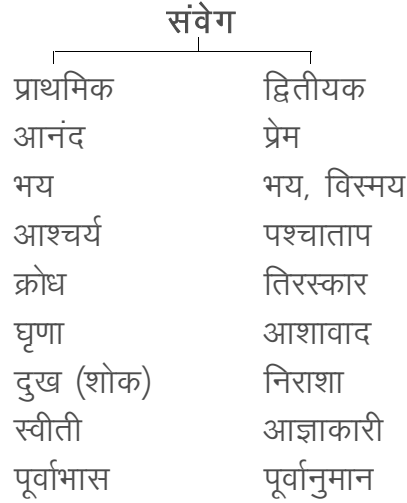 संवेग
प्राथमिक द्वितीयक
आनंद प्रेम
भय भय, विस्मय
आश्चर्य पश्चाताप
क्रोध तिरस्कार
घृणा आशावाद
दुख (शोक) निराशा
स्वीती आज्ञाकारी
पूर्वाभास पूर्वानुमान